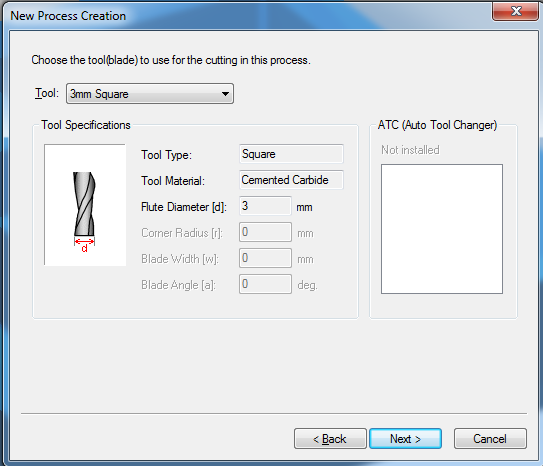 New Process Creation
Choose the tool(blade) to use for the cutting in this process.
Tool: 3mm Square
Tool Specifications
d
Tool Type: Square
Tool Material: Cemented Carbide
Flute Diameter [d]: 3 mm
Corner Radius [r]: 0 mm
Blade Width [w]: 0 mm
Blade Angle [a]: 0 deg.
ATC (Auto Tool Changer)
Not installed
< Back Next > Cancel